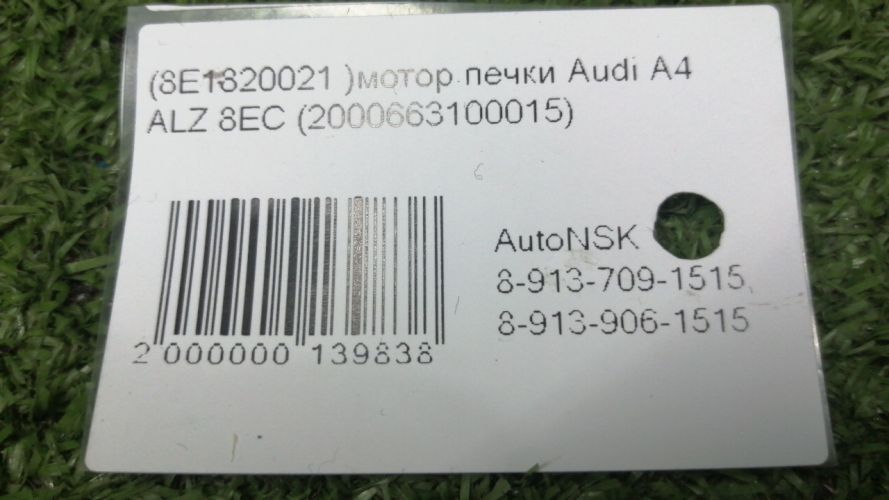 (8E1820021 )мотор печки Audi A4
ALZ 8EC (2000663100015)
AutoNSK
8-913-709-1515,
8-913-906-1515
2 000000 139838